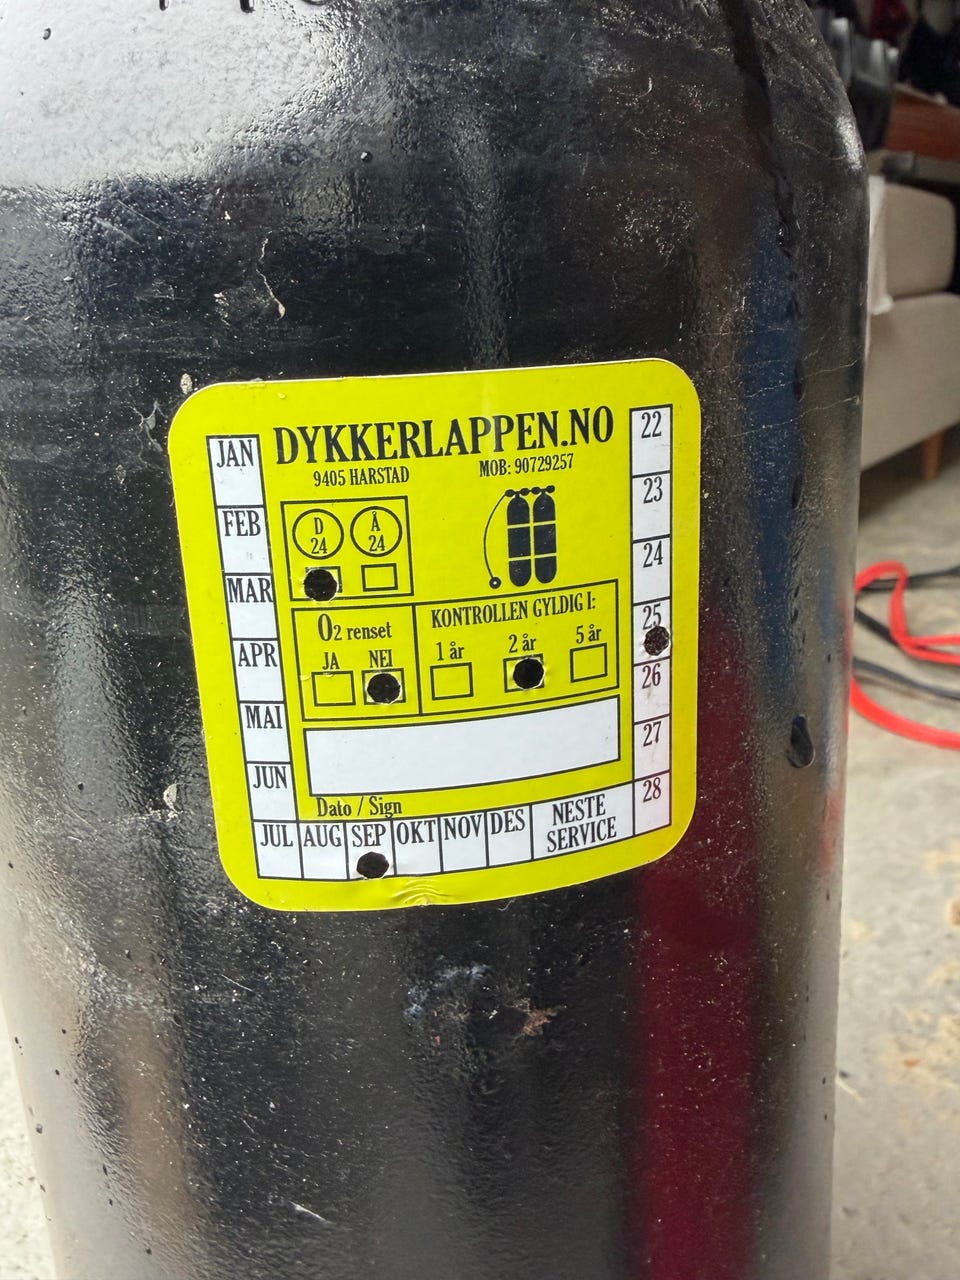 DYKKERLAPPEN.NO
9405 HARSTAD
MOB: 90729257
D
24
Å
24
O2 renset
JA
NEI
KONTROLLEN GYLDIG I:
1 år
2 år
5 år
Dato / Sign
JAN
FEB
MAR
APR
MAI
JUN
JUL
AUG
SEP
OKT
NOV
DES
NESTE
SERVICE
22
23
24
25
26
27
28